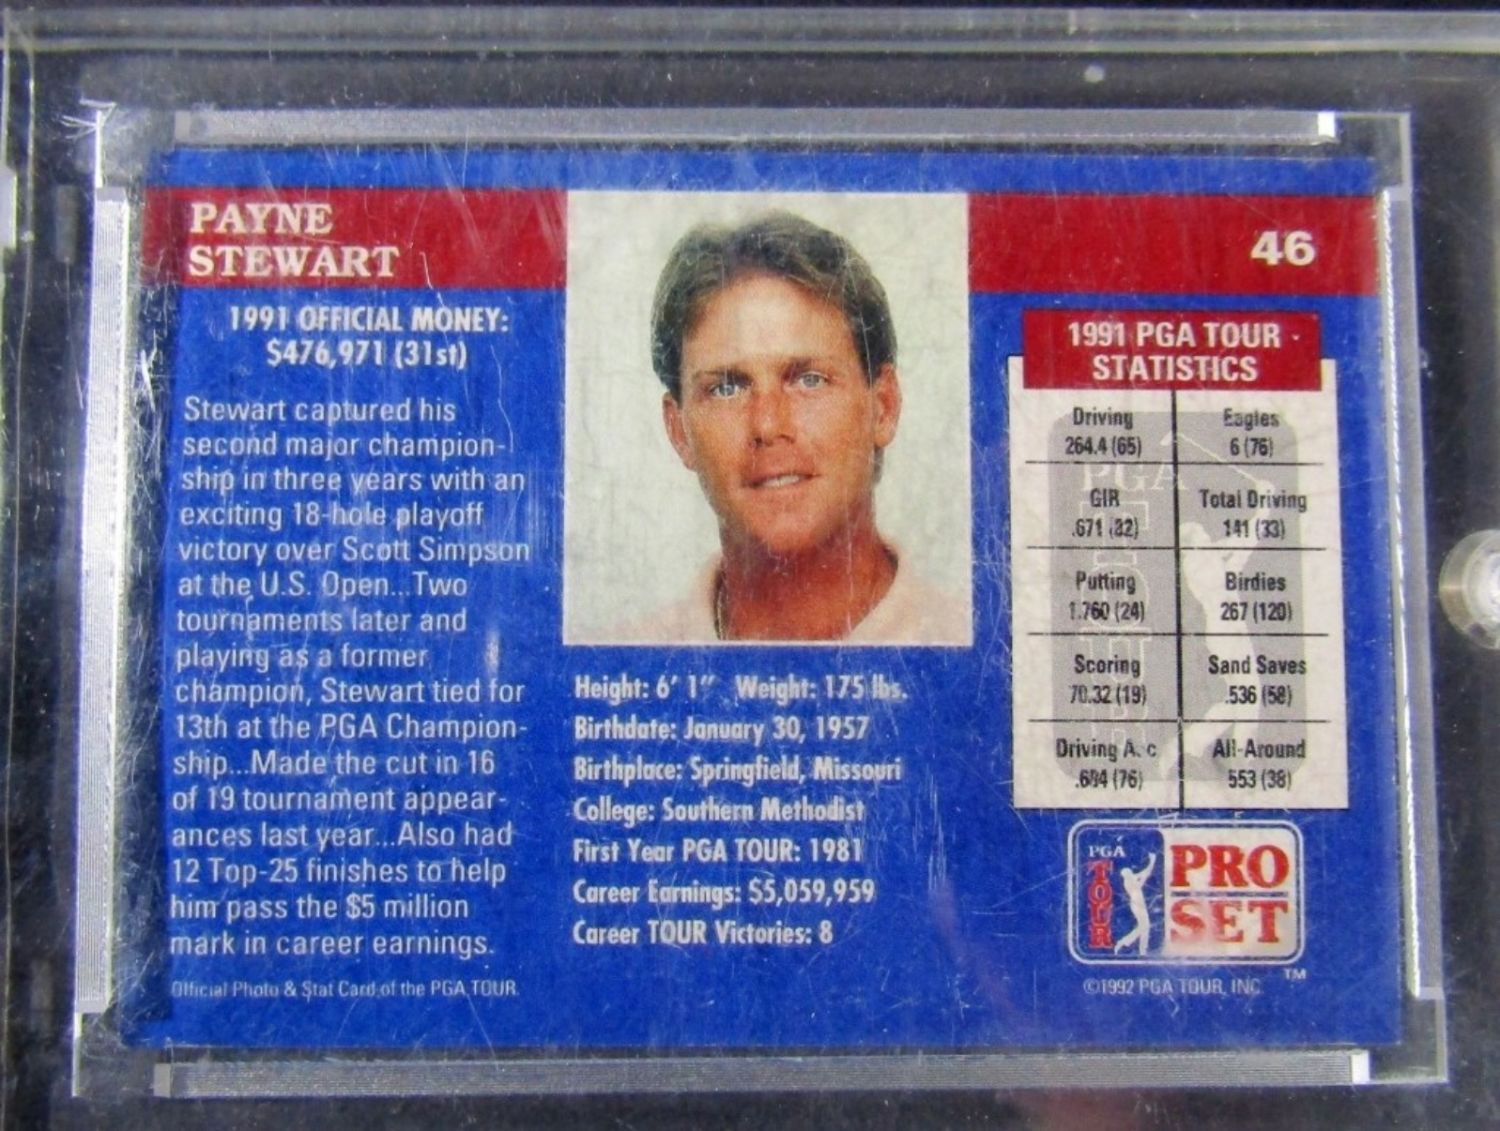 PAYNE
STEWART
46
1991 OFFICIAL MONEY:
$476,971 (31st)
Stewart captured his
second major champion-
ship in three years with an
exciting 18-hole playoff
victory over Scott Simpson
at the U.S. Open...Two
tournaments later and
playing as a former
champion, Stewart tied for
13th at the PGA Champion-
ship...Made the cut in 16
of 19 tournament appear-
ances last year...Also had
12 Top-25 finishes to help
him pass the $5 million
mark in career earnings.
Official Photo & Stat Card of the PGA TOUR.
Height: 6' 1" Weight: 175 lbs.
Birthdate: January 30, 1957
Birthplace: Springfield, Missouri
College: Southern Methodist
First Year PGA TOUR: 1981
Career Earnings: $5,059,959
Career TOUR Victories: 8
1991 PGA TOUR
STATISTICS
Driving Eagles
264.4 (65) 6 (76)
GIR Total Driving
.671 (32) 141 (33)
Putting Birdies
1.760 (24) 267 (120)
Scoring Sand Saves
70.32 (19) .536 (58)
Driving Acc All-Around
(76) 553 (38)
PGA
TOUR
PRO
SET
TM
©1992 PGA TOUR, INC.